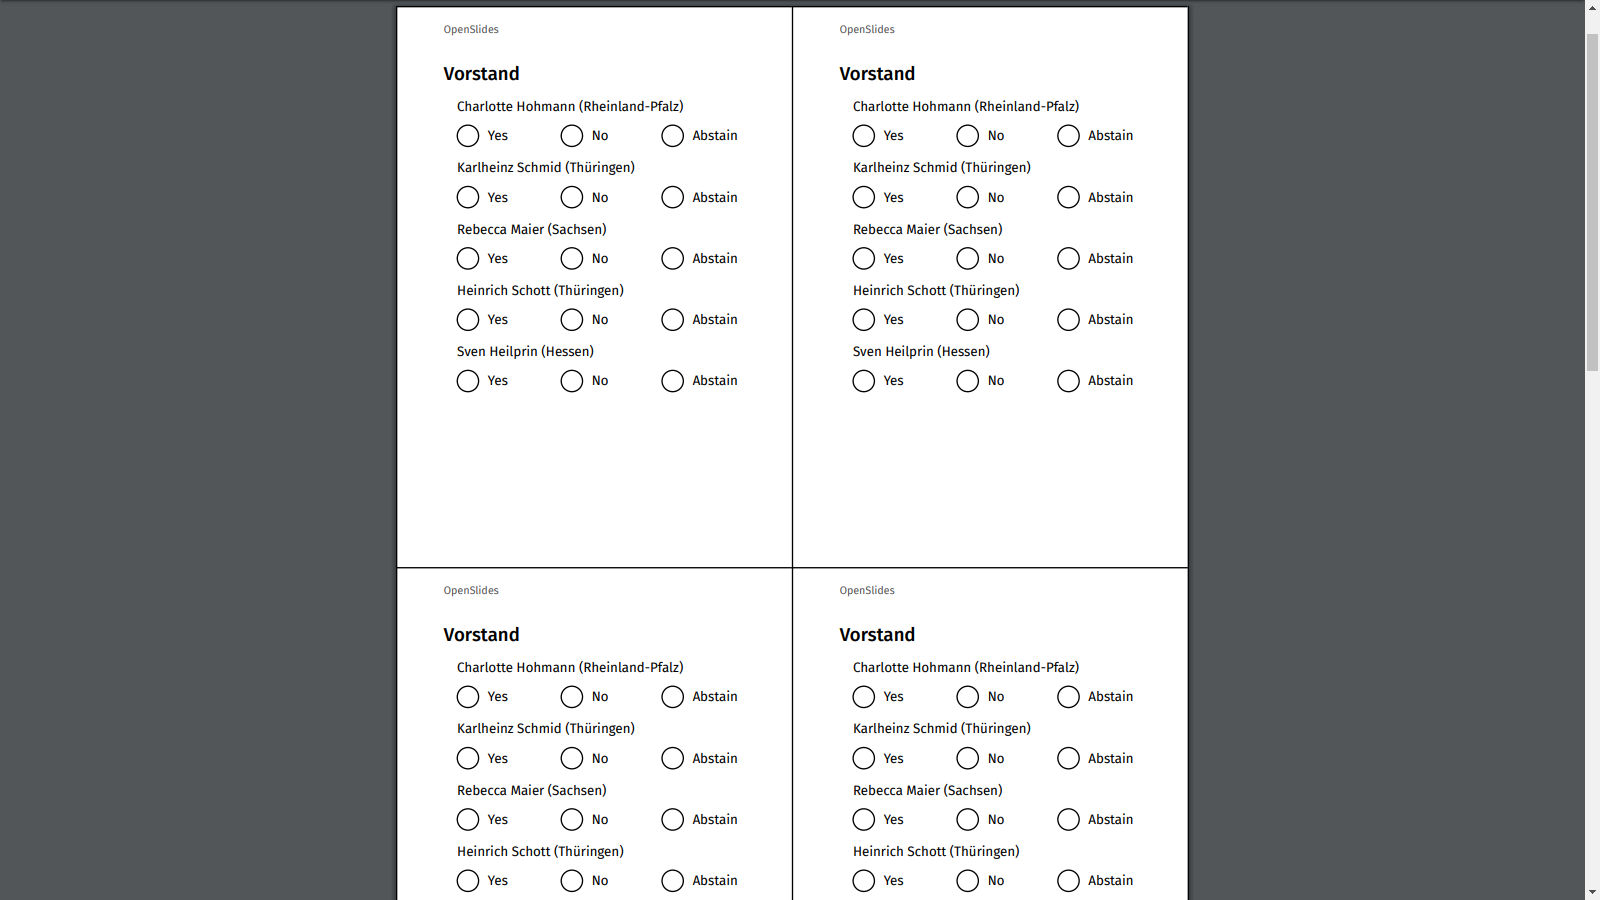 OpenSlides
Vorstand
Charlotte Hohmann (Rheinland-Pfalz)
Yes No Abstain
Karlheinz Schmid (Thüringen)
Yes No Abstain
Rebecca Maier (Sachsen)
Yes No Abstain
Heinrich Schott (Thüringen)
Yes No Abstain
Sven Heilprin (Hessen)
Yes No Abstain
OpenSlides
Vorstand
Charlotte Hohmann (Rheinland-Pfalz)
Yes No Abstain
Karlheinz Schmid (Thüringen)
Yes No Abstain
Rebecca Maier (Sachsen)
Yes No Abstain
Heinrich Schott (Thüringen)
Yes No Abstain
Sven Heilprin (Hessen)
Yes No Abstain
OpenSlides
Vorstand
Charlotte Hohmann (Rheinland-Pfalz)
Yes No Abstain
Karlheinz Schmid (Thüringen)
Yes No Abstain
Rebecca Maier (Sachsen)
Yes No Abstain
Heinrich Schott (Thüringen)
Yes No Abstain
OpenSlides
Vorstand
Charlotte Hohmann (Rheinland-Pfalz)
Yes No Abstain
Karlheinz Schmid (Thüringen)
Yes No Abstain
Rebecca Maier (Sachsen)
Yes No Abstain
Heinrich Schott (Thüringen)
Yes No Abstain